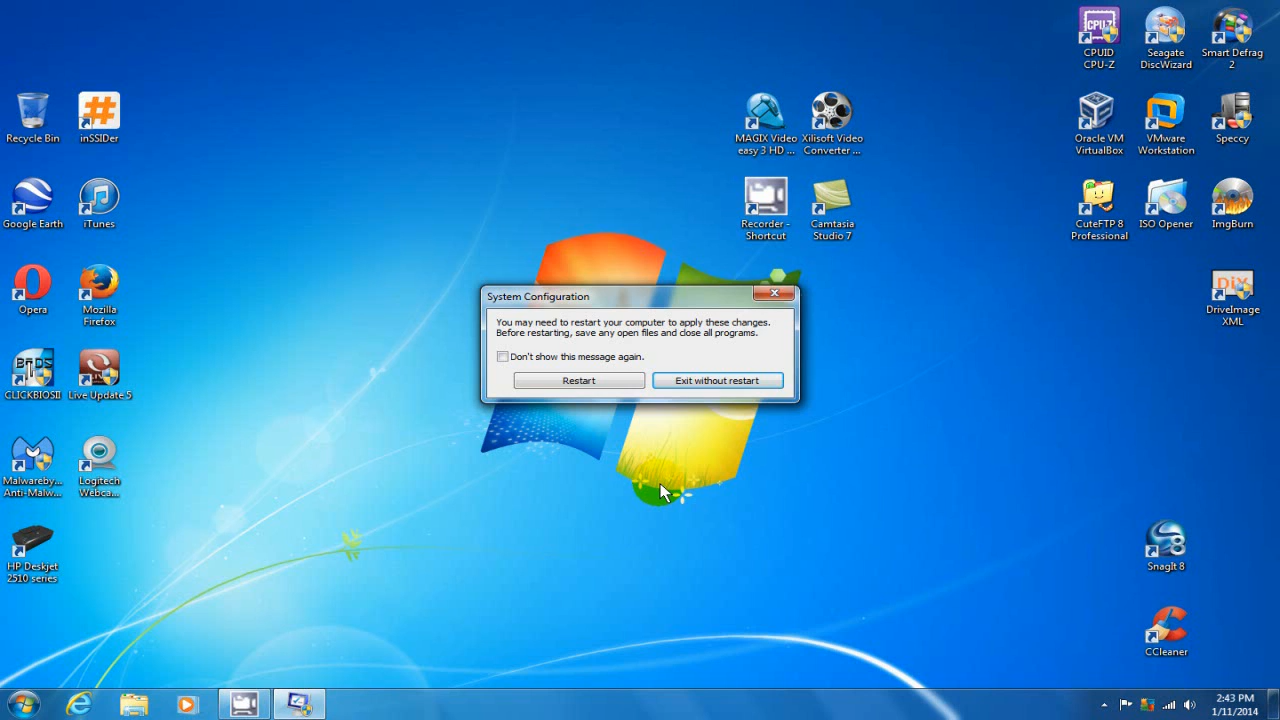 CPUID
CPU-Z
Seagate
DiscWizard
Smart Defrag
2
Recycle Bin
inSSIDer
MAGIX Video
easy 3 HD ...
Xilisoft Video
Converter ...
Oracle VM
VirtualBox
VMware
Workstation
Speccy
Google Earth
iTunes
Recorder -
Shortcut
Camtasia
Studio 7
CuteFTP 8
Professional
ISO Opener
ImgBurn
Opera
Mozilla
Firefox
DriveImage
XML
System Configuration
You may need to restart your computer to apply these changes.
Before restarting, save any open files and close all programs.
Don't show this message again.
Restart
Exit without restart
CLICKBIOSII
Live Update 5
Malwareby...
Anti-Malw...
Logitech
Webca...
HP Deskjet
2510 series
SnagIt 8
CCleaner
2:43 PM
1/11/2014